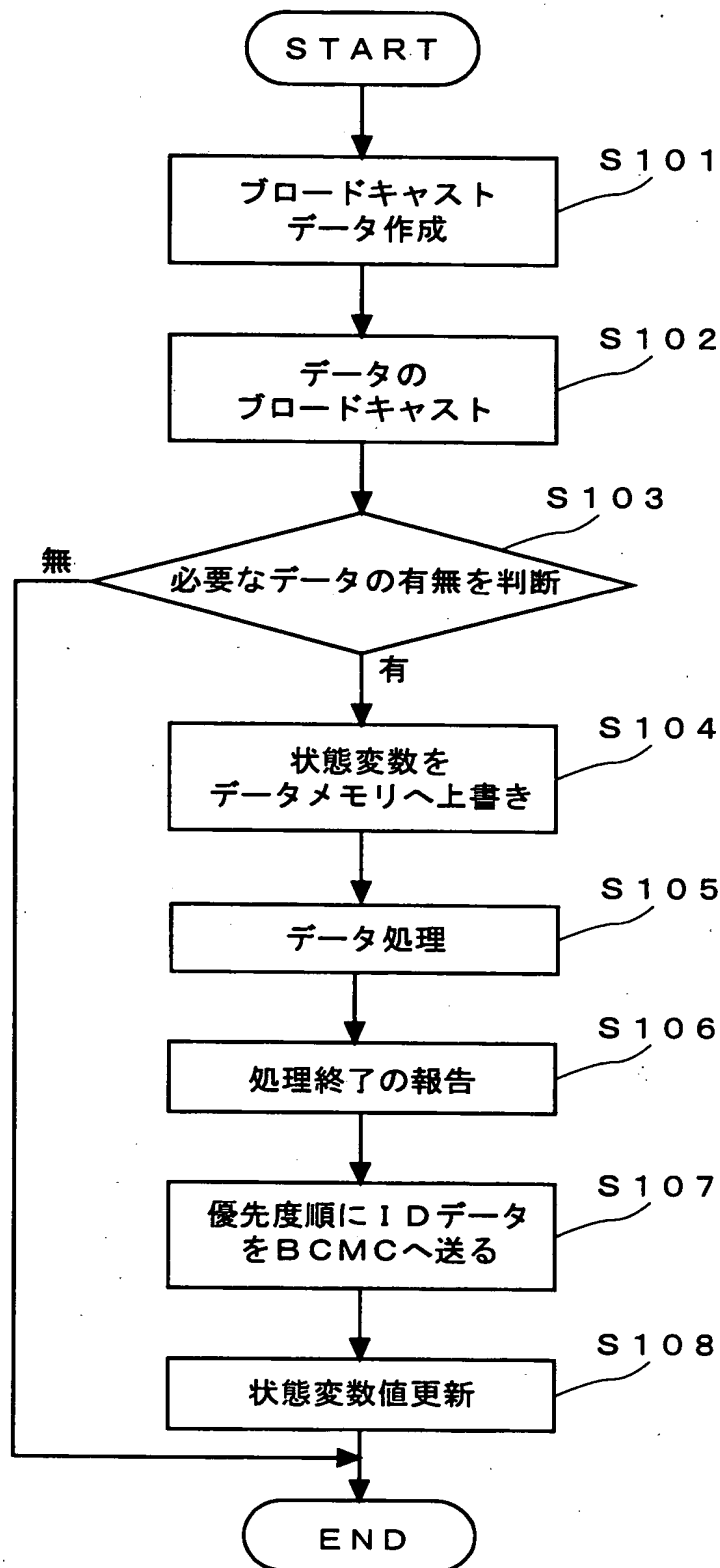 START
S101
ブロードキャスト
データ作成
S102
データの
ブロードキャスト
S103
無
必要なデータの有無を判断
有
S104
状態変数を
データメモリへ上書き
S105
データ処理
S106
処理終了の報告
S107
優先度順にIDデータ
をBCMCへ送る
S108
状態変数値更新
END